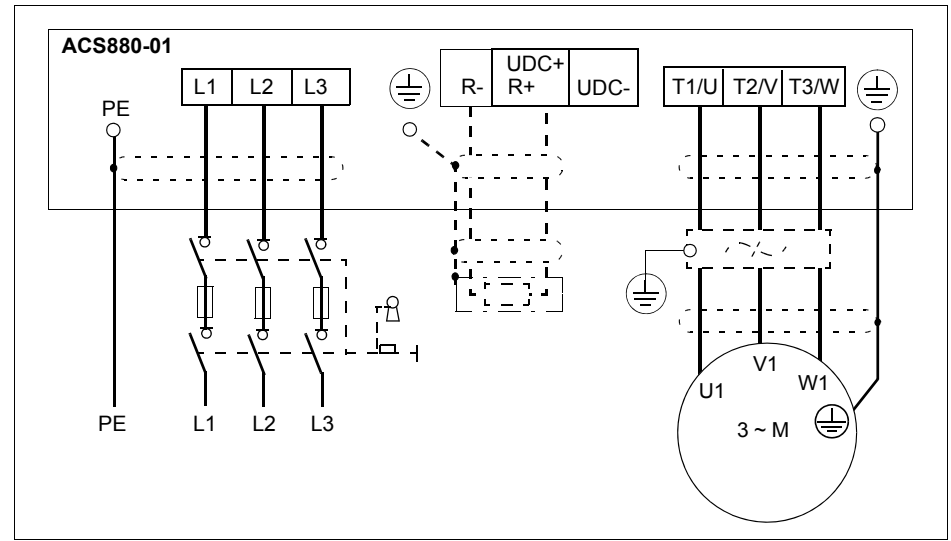 ACS880-01
L1 L2 L3
PE
R-
UDC+
R+
UDC-
T1/U T2/V T3/W
PE
L1 L2 L3
U1
V1
W1
3 ~ M